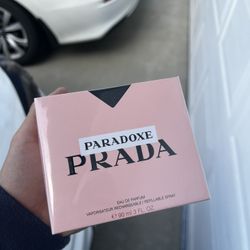 PARADOXE
PRADA
EAU DE PARFUM
VAPORISATEUR RECHARGEABLE / REFILLABLE SPRAY
℮ 90 ml 3 FL. OZ.